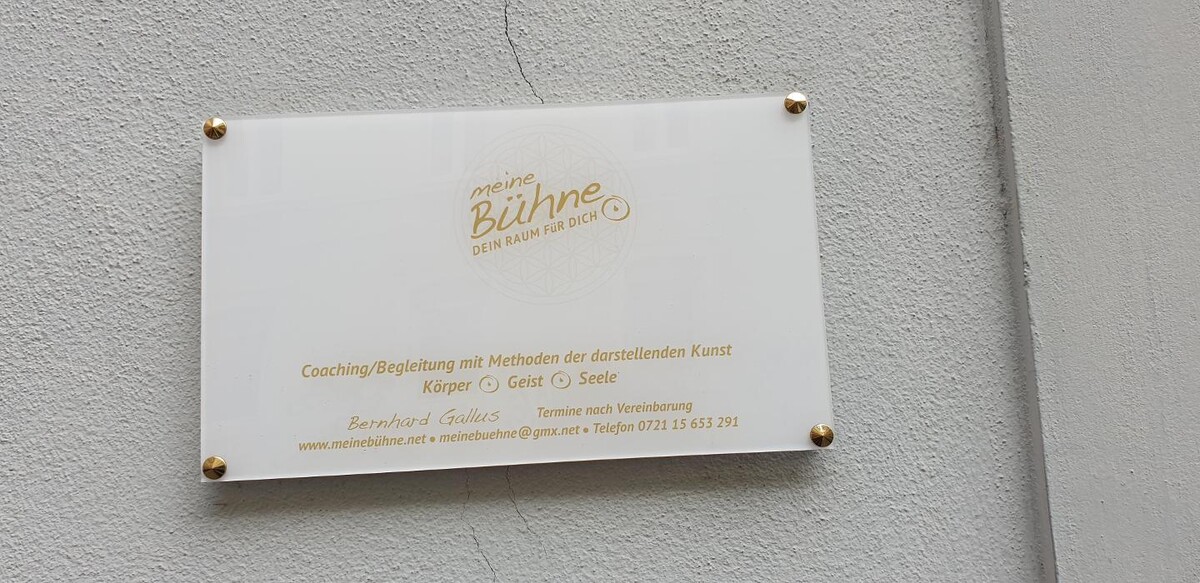 meine
Bühne
DEIN RAUM FüR DICH
Coaching/Begleitung mit Methoden der darstellenden Kunst
Körper Geist Seele
Bernhard Gallus Termine nach Vereinbarung
www.meinebühne.net • meinebuehne@gmx.net • Telefon 0721 15 653 291